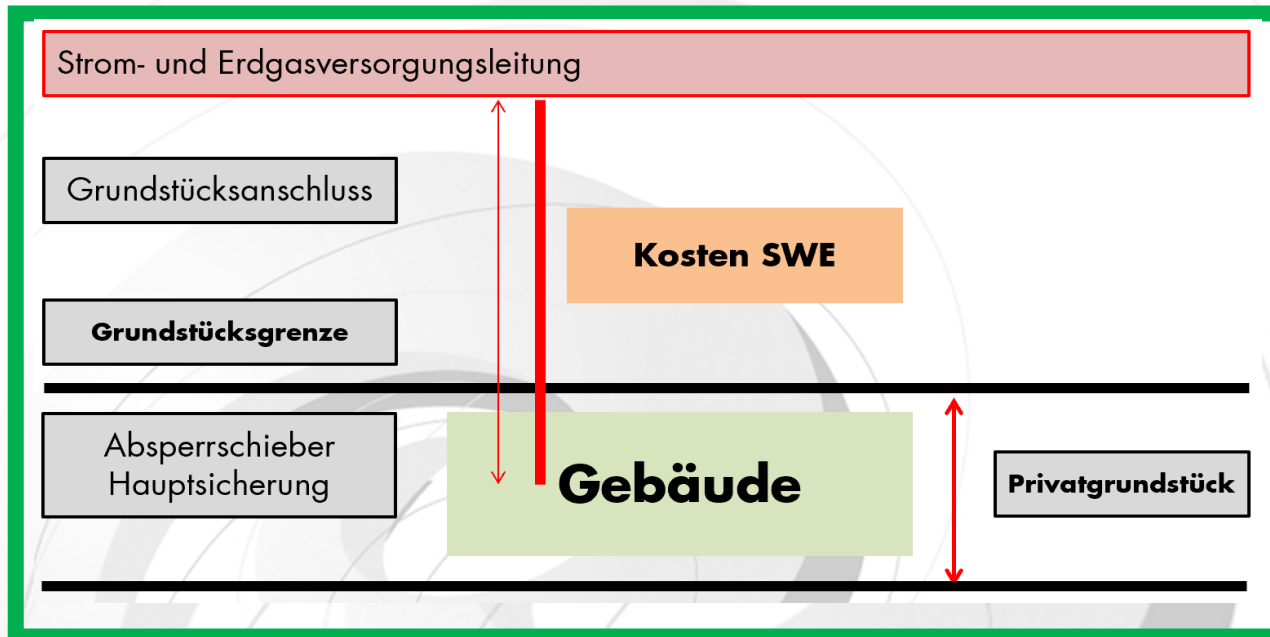 Strom- und Erdgasversorgungsleitung
Grundstücksanschluss
Kosten SWE
Grundstücksgrenze
Absperrschieber
Hauptsicherung
Gebäude
Privatgrundstück